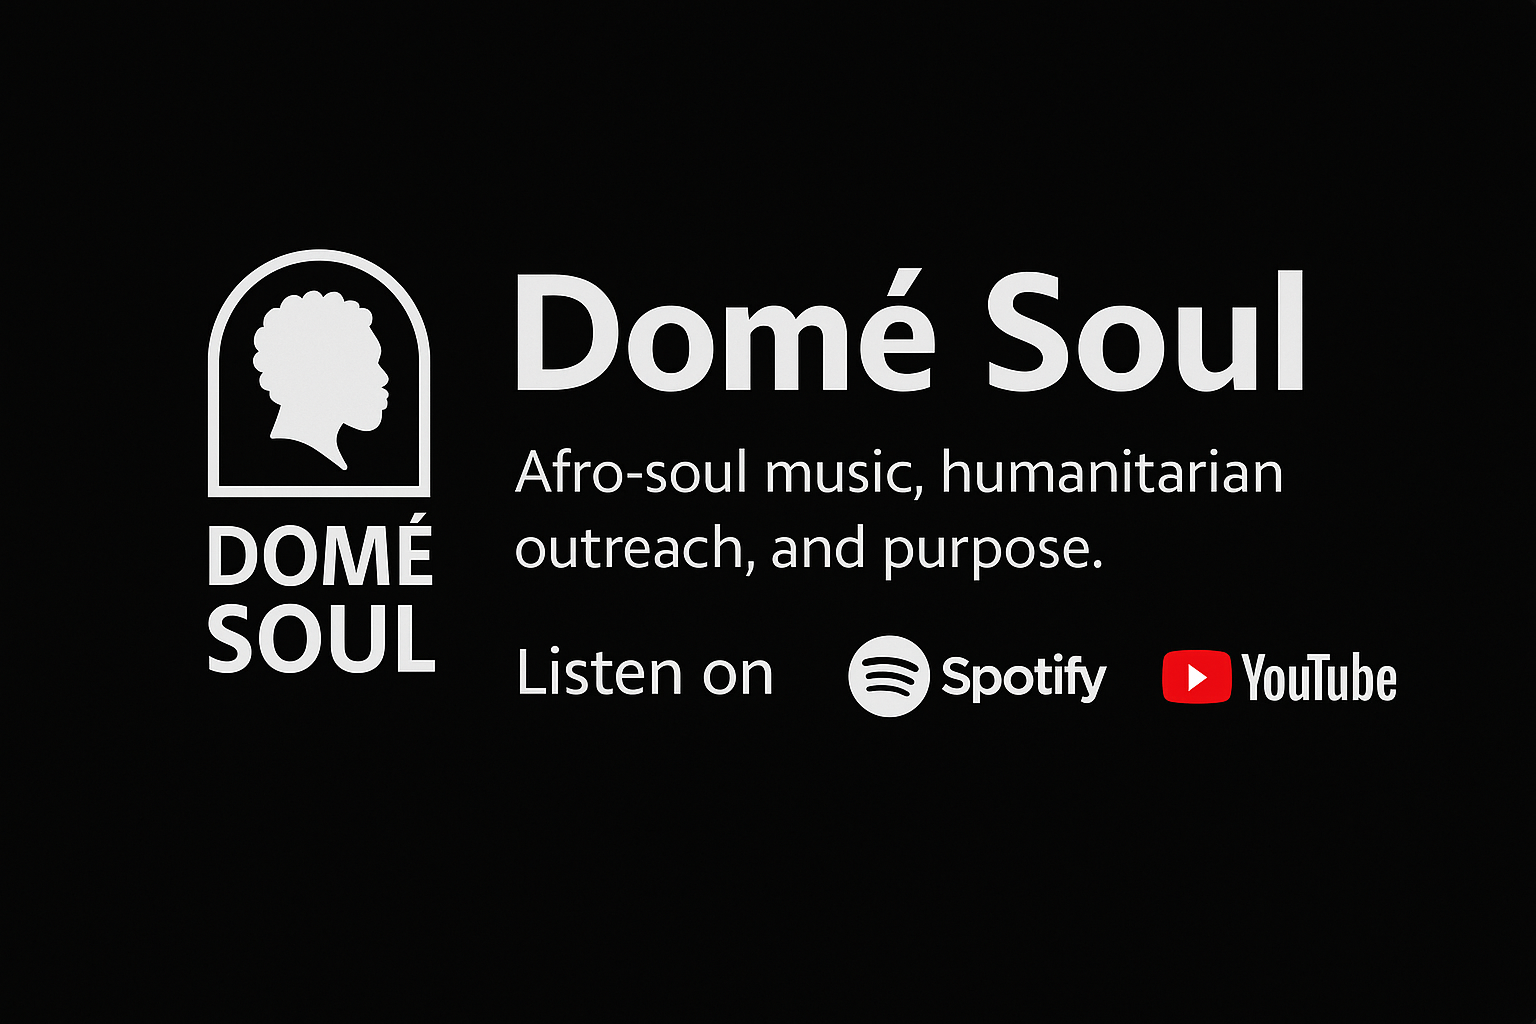 DOMÉ
SOUL
Domé Soul
Afro-soul music, humanitarian
outreach, and purpose.
Listen on Spotify YouTube